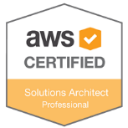 aws
CERTIFIED
Solutions Architect
Professional